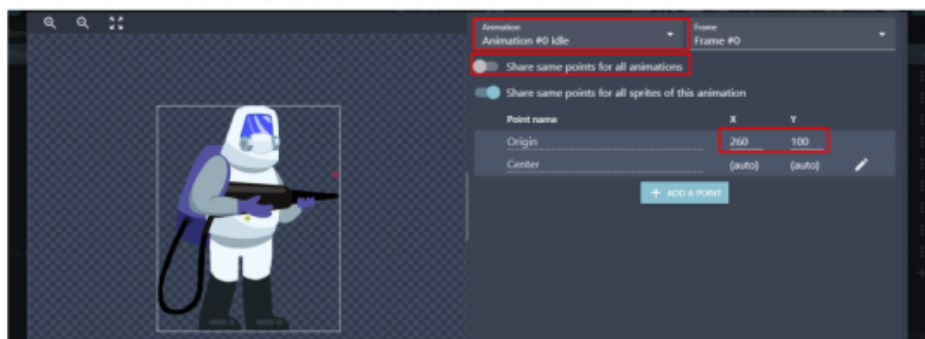 Animation
Animation #0 Idle
Frame
Frame #0
Share same points for all animations
Share same points for all sprites of this animation
Point name X Y
Origin 260 100
Center (auto) (auto)
+ ADD A POINT